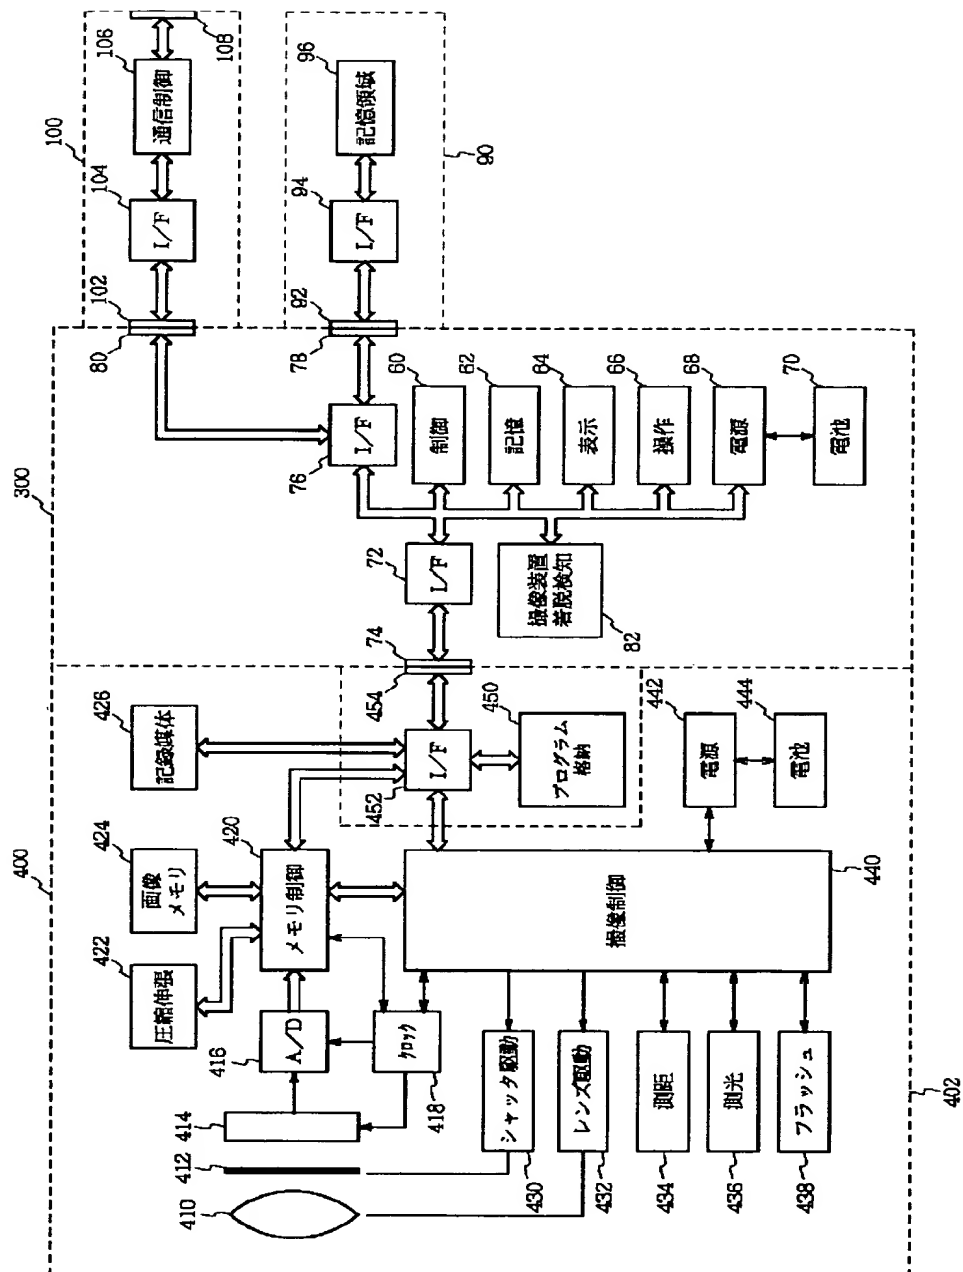 400
300
100
422
424
426
104
106
圧縮伸張
画像
メモリ
記録媒体
80
102
I/F
通信制御
108
416
420
A/D
メモリ制御
76
I/F
78
92
94
96
I/F
記憶領域
90
414
412
410
418
クロック
452
I/F
454
74
72
I/F
60
制御
430
シャッタ駆動
440
撮像制御
450
プログラム
格納
82
撮像装置
着脱検知
62
記憶
432
レンズ駆動
64
表示
434
測距
66
操作
436
測光
442
電源
68
電源
438
フラッシュ
444
電池
70
電池
402